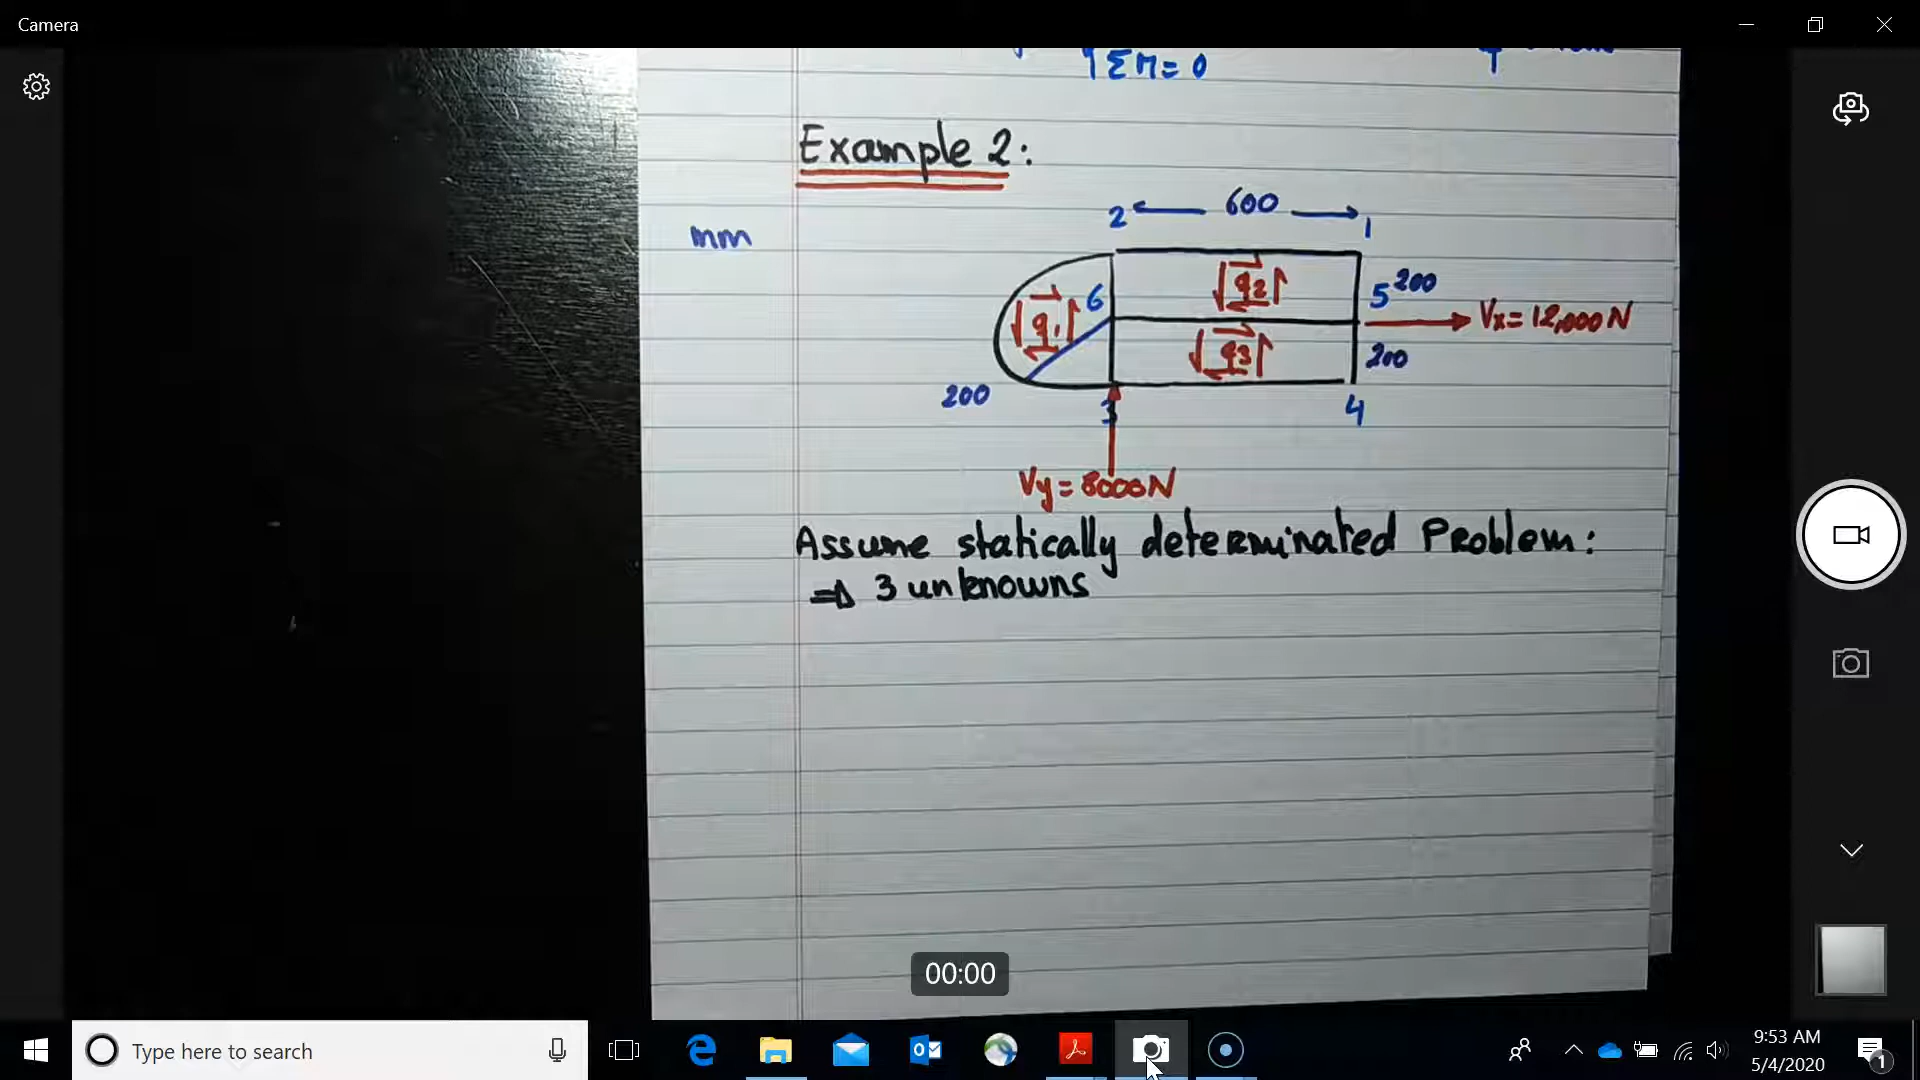 Camera
ΣM=0
Example 2:
mm
2 600 1
6 q2 5 200
q1 Vx = 12,000 N
q3 200
200 3 4
Vy = 8000N
Assume statically determinated Problem:
⇒ 3 unknowns
00:00
Type here to search
9:53 AM
5/4/2020
1